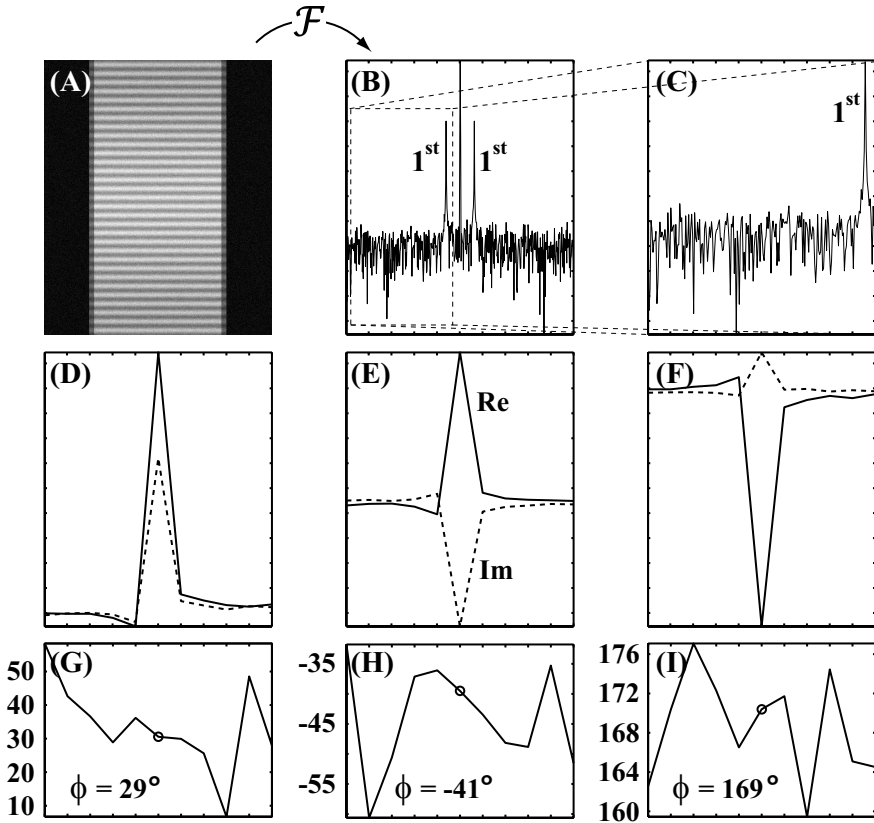 ℱ
(A)
(B)
(C)
1st
1st
1st
(D)
(E)
(F)
Re
Im
(G)
(H)
(I)
50
40
30
20
10
-35
-45
-55
176
172
168
164
160
ϕ = 29°
ϕ = -41°
ϕ = 169°